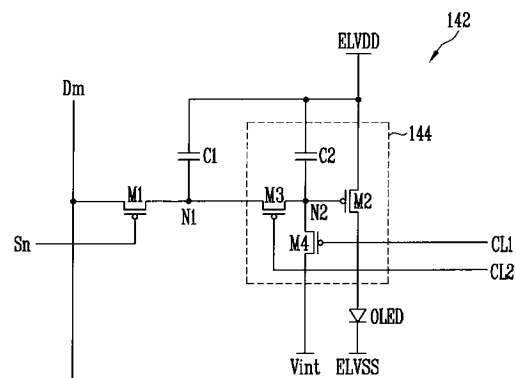 ELVDD
142
Dm
144
C1
C2
M1
M3
M2
N1
N2
M4
Sn
CL1
CL2
OLED
Vint
ELVSS